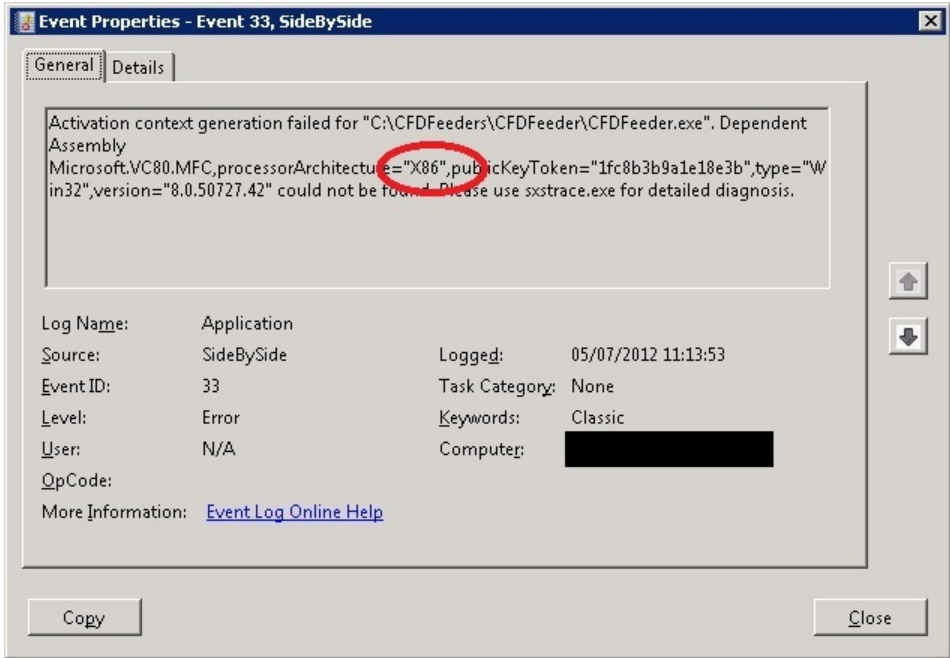 Event Properties - Event 33, SideBySide
General Details
Activation context generation failed for "C:\CFDFeeders\CFDFeeder\CFDFeeder.exe". Dependent
Assembly
Microsoft.VC80.MFC,processorArchitecture="X86",publicKeyToken="1fc8b3b9a1e18e3b",type="W
in32",version="8.0.50727.42" could not be found. Please use sxstrace.exe for detailed diagnosis.
Log Name: Application
Source: SideBySide Logged: 05/07/2012 11:13:53
Event ID: 33 Task Category: None
Level: Error Keywords: Classic
User: N/A Computer:
OpCode:
More Information: Event Log Online Help
Copy Close